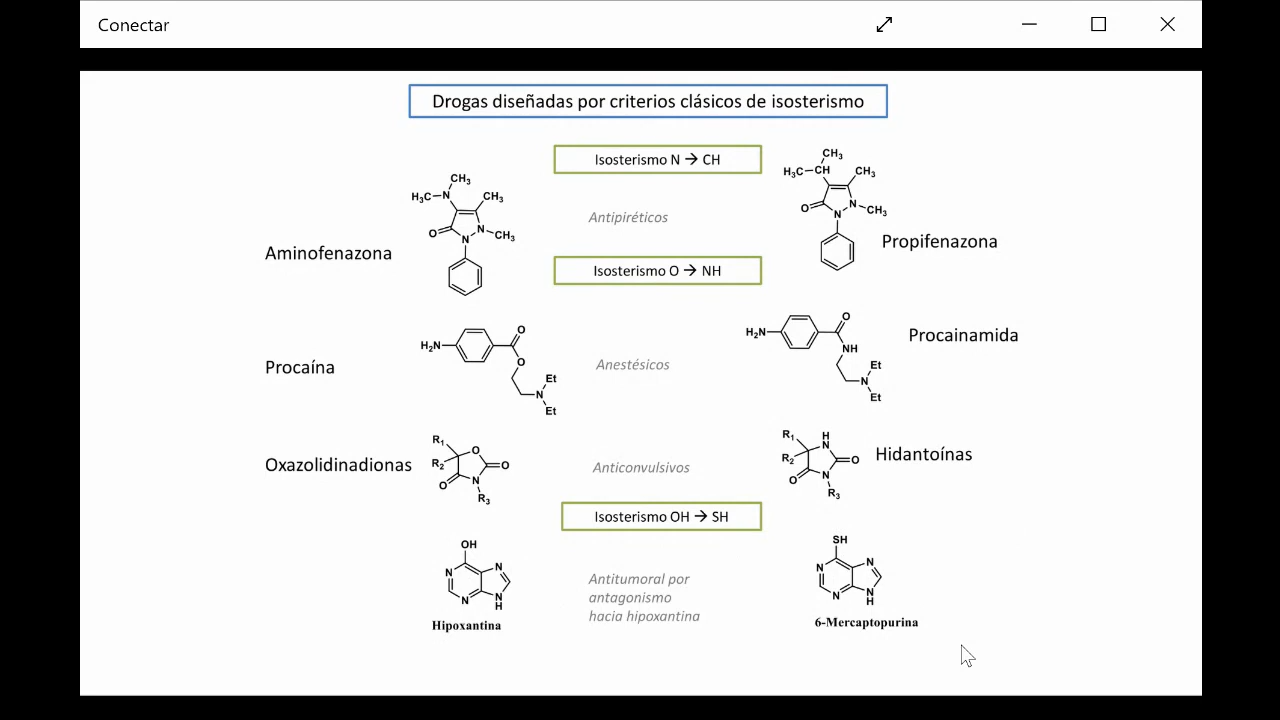 Conectar
Drogas diseñadas por criterios clásicos de isosterismo
Isosterismo N → CH
CH3
H3C N CH3
O N N CH3
Antipiréticos
Aminofenazona
CH3
H3C CH CH3
O N N CH3
Propifenazona
Isosterismo O → NH
H2N O
O
Et
N
Et
Procaína
Anestésicos
H2N O
NH
Et
N
Et
Procainamida
Oxazolidinadionas
R1 O
R2 O
O N
R3
Anticonvulsivos
R1 H
N
R2 O
O N
R3
Hidantoínas
Isosterismo OH → SH
OH
N N
N N
H
Hipoxantina
Antitumoral por
antagonismo
hacia hipoxantina
SH
N N
N N
H
6-Mercaptopurina